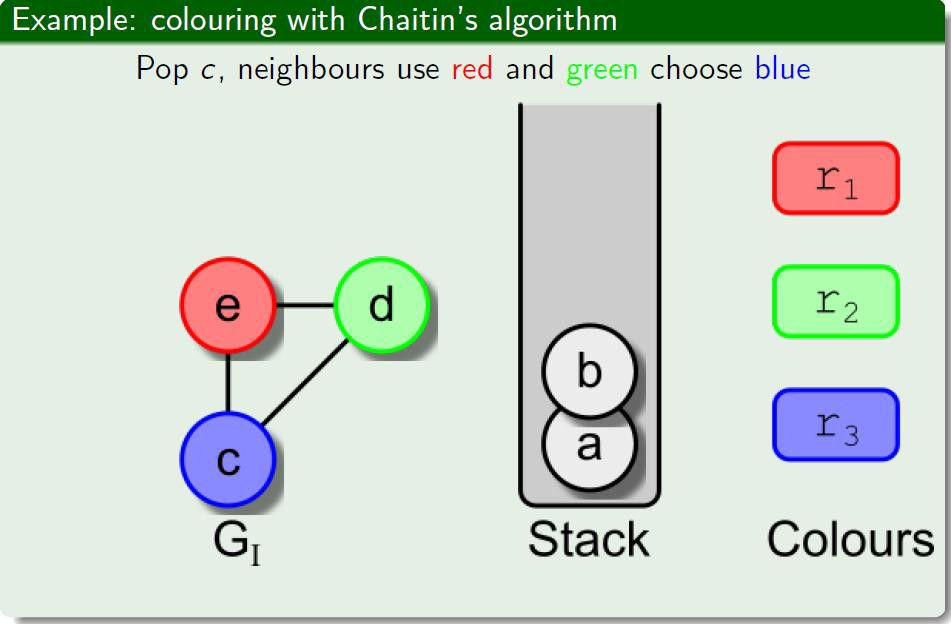 Example: colouring with Chaitin's algorithm
Pop c, neighbours use red and green choose blue
r1
e d
r2
b
a
r3
c
GI Stack Colours